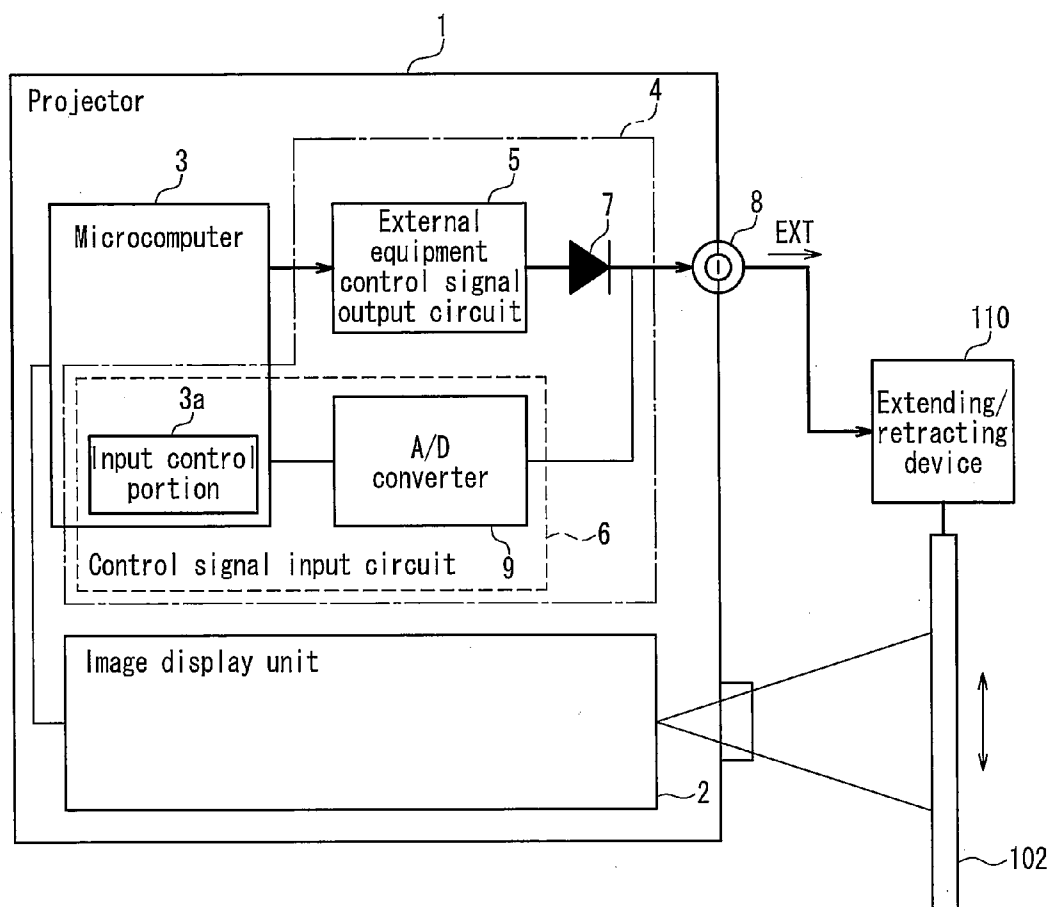 1
Projector
4
3
5
7
8
Microcomputer
External
equipment
control signal
output circuit
EXT
110
Extending/
retracting
device
3a
Input control
portion
A/D
converter
6
Control signal input circuit
9
Image display unit
2
102